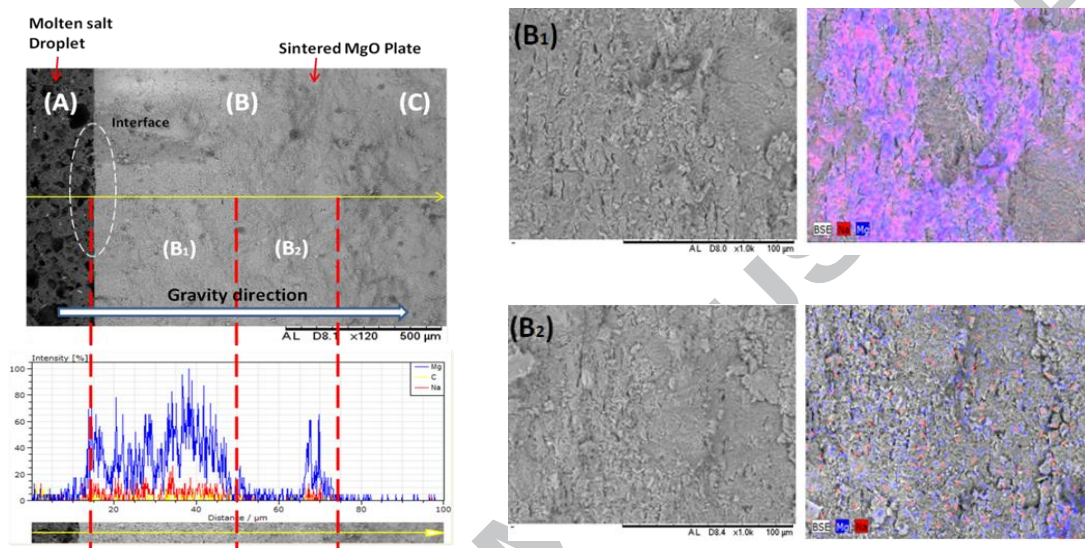 Molten salt
Droplet
Sintered MgO Plate
(A)
(B)
(C)
Interface
(B1)
(B2)
Gravity direction
AL D8.1 x120 500 µm
Intensity [%]
Mg
C
Na
100
80
60
40
20
0
20
40
60
80
100
Distance / µm
(B1)
AL D8.0 x1.0k 100 µm
BSE Na Mg
(B2)
AL D8.4 x1.0k 100 µm
BSE Mg Na